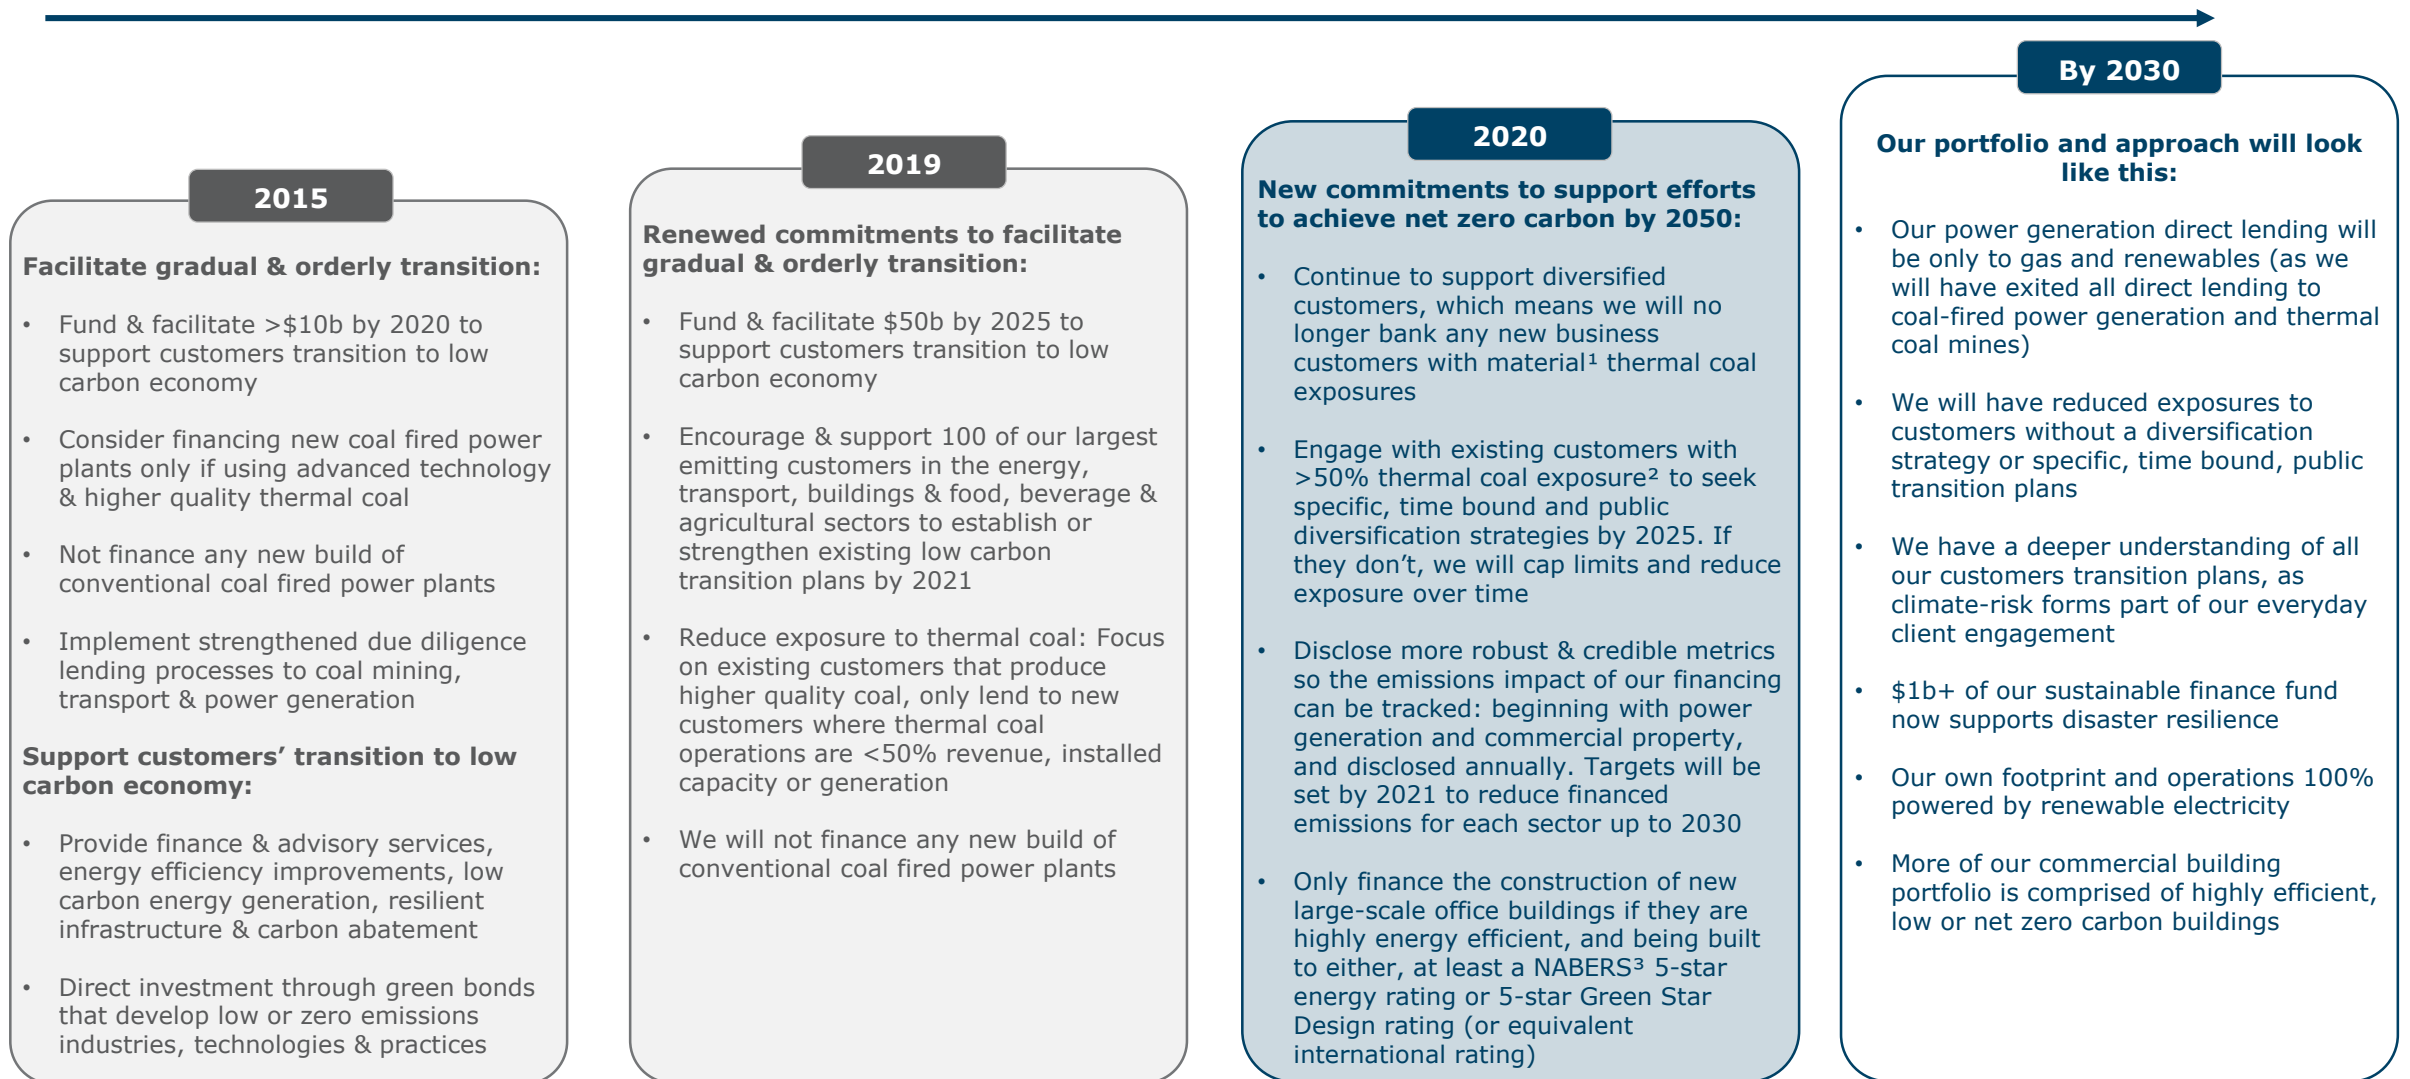 2015
Facilitate gradual & orderly transition:
• Fund & facilitate >$10b by 2020 to
support customers transition to low
carbon economy
• Consider financing new coal fired power
plants only if using advanced technology
& higher quality thermal coal
• Not finance any new build of
conventional coal fired power plants
• Implement strengthened due diligence
lending processes to coal mining,
transport & power generation
Support customers’ transition to low
carbon economy:
• Provide finance & advisory services,
energy efficiency improvements, low
carbon energy generation, resilient
infrastructure & carbon abatement
• Direct investment through green bonds
that develop low or zero emissions
industries, technologies & practices
2019
Renewed commitments to facilitate
gradual & orderly transition:
• Fund & facilitate $50b by 2025 to
support customers transition to low
carbon economy
• Encourage & support 100 of our largest
emitting customers in the energy,
transport, buildings & food, beverage &
agricultural sectors to establish or
strengthen existing low carbon
transition plans by 2021
• Reduce exposure to thermal coal: Focus
on existing customers that produce
higher quality coal, only lend to new
customers where thermal coal
operations are <50% revenue, installed
capacity or generation
• We will not finance any new build of
conventional coal fired power plants
2020
New commitments to support efforts
to achieve net zero carbon by 2050:
• Continue to support diversified
customers, which means we will no
longer bank any new business
customers with material¹ thermal coal
exposures
• Engage with existing customers with
>50% thermal coal exposure² to seek
specific, time bound and public
diversification strategies by 2025. If
they don’t, we will cap limits and reduce
exposure over time
• Disclose more robust & credible metrics
so the emissions impact of our financing
can be tracked: beginning with power
generation and commercial property,
and disclosed annually. Targets will be
set by 2021 to reduce financed
emissions for each sector up to 2030
• Only finance the construction of new
large-scale office buildings if they are
highly energy efficient, and being built
to either, at least a NABERS³ 5-star
energy rating or 5-star Green Star
Design rating (or equivalent
international rating)
By 2030
Our portfolio and approach will look
like this:
• Our power generation direct lending will
be only to gas and renewables (as we
will have exited all direct lending to
coal-fired power generation and thermal
coal mines)
• We will have reduced exposures to
customers without a diversification
strategy or specific, time bound, public
transition plans
• We have a deeper understanding of all
our customers transition plans, as
climate-risk forms part of our everyday
client engagement
• $1b+ of our sustainable finance fund
now supports disaster resilience
• Our own footprint and operations 100%
powered by renewable electricity
• More of our commercial building
portfolio is comprised of highly efficient,
low or net zero carbon buildings